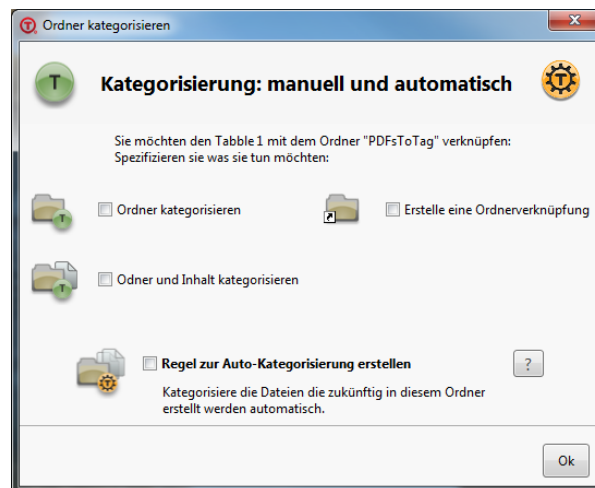 Ordner kategorisieren
Kategorisierung: manuell und automatisch
Sie möchten den Tabble 1 mit dem Ordner "PDFsToTag" verknüpfen:
Spezifizieren sie was sie tun möchten:
Ordner kategorisieren
Erstelle eine Ordnerverknüpfung
Odner und Inhalt kategorisieren
Regel zur Auto-Kategorisierung erstellen
?
Kategorisiere die Dateien die zukünftig in diesem Ordner
erstellt werden automatisch.
Ok